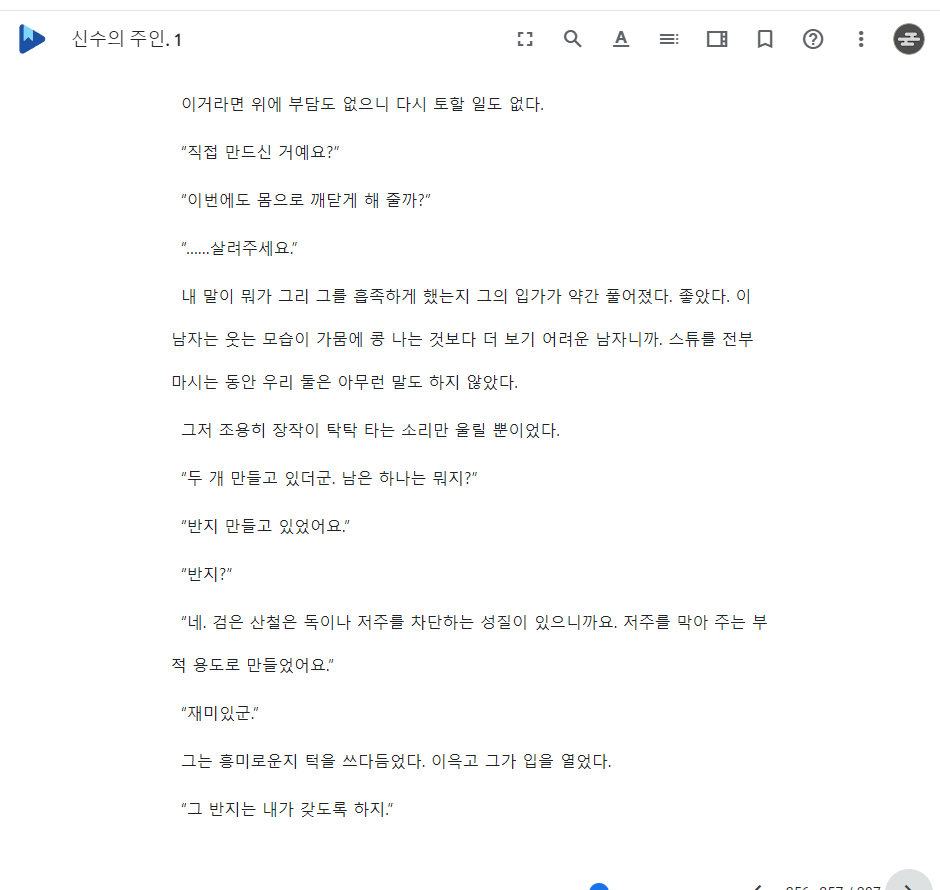 신수의 주인. 1
이거라면 위에 부담도 없으니 다시 토할 일도 없다.
"직접 만드신 거예요?"
"이번에도 몸으로 깨닫게 해 줄까?"
"……살려주세요."
내 말이 뭐가 그리 그를 흡족하게 했는지 그의 입가가 약간 풀어졌다. 좋았다. 이
남자는 웃는 모습이 가뭄에 콩 나는 것보다 더 보기 어려운 남자니까. 스튜를 전부
마시는 동안 우리 둘은 아무런 말도 하지 않았다.
그저 조용히 장작이 탁탁 타는 소리만 울릴 뿐이었다.
"두 개 만들고 있더군. 남은 하나는 뭐지?"
"반지 만들고 있었어요."
"반지?"
"네. 검은 산철은 독이나 저주를 차단하는 성질이 있으니까요. 저주를 막아 주는 부
적 용도로 만들었어요."
"재미있군."
그는 흥미로운지 턱을 쓰다듬었다. 이윽고 그가 입을 열었다.
"그 반지는 내가 갖도록 하지."